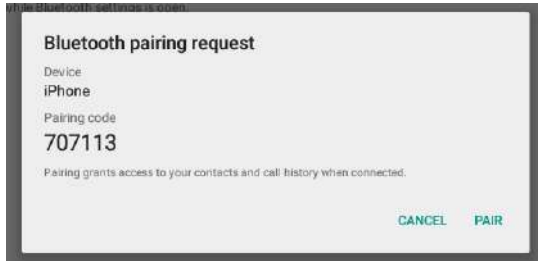 while Bluetooth settings is open.
Bluetooth pairing request
Device
iPhone
Pairing code
707113
Pairing grants access to your contacts and call history when connected.
CANCEL PAIR